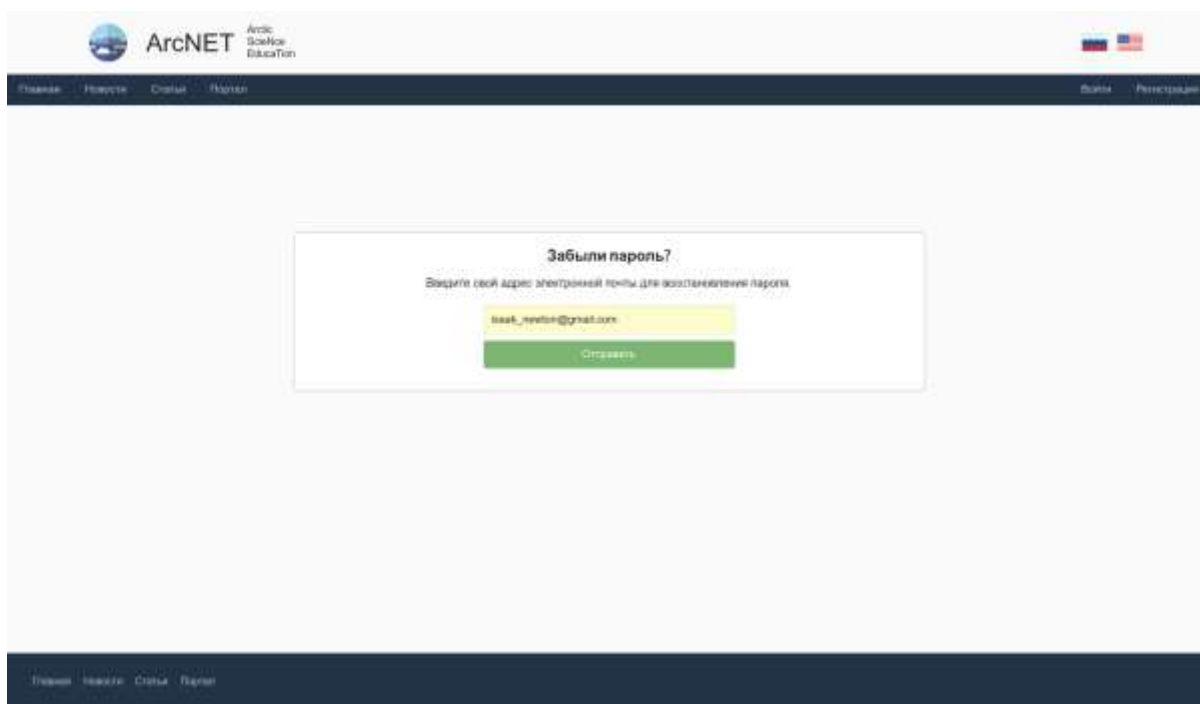 ArcNET
Arctic
ScieNce
EducaTion
Главная Новости Статьи Портал
Войти Регистрация
Забыли пароль?
Введите свой адрес электронной почты для восстановления пароля.
isaak_newton@gmail.com
Отправить
Главная Новости Статьи Портал